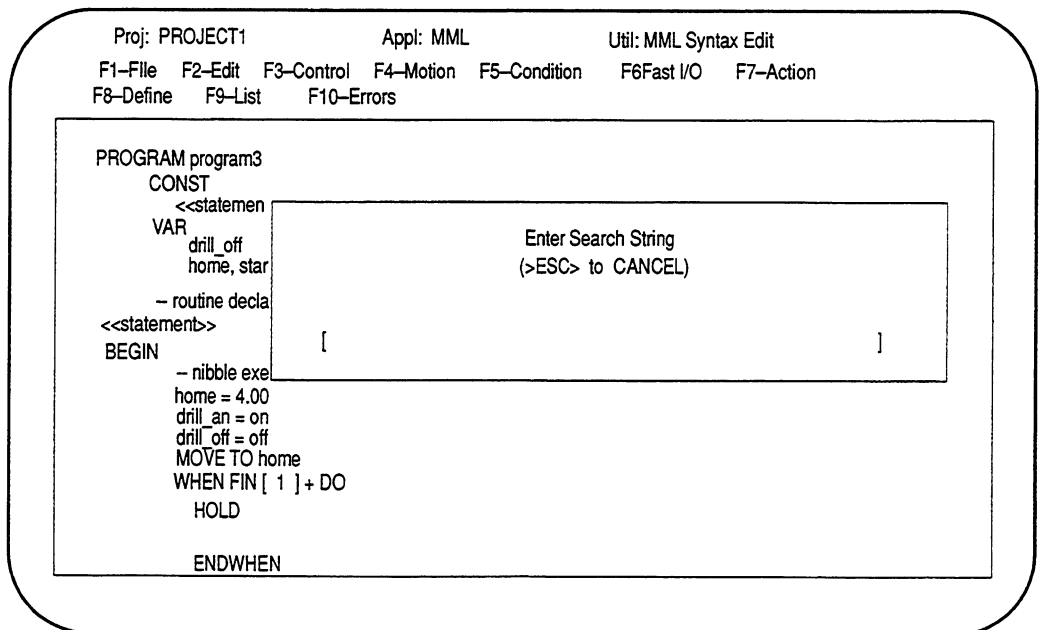 Proj: PROJECT1 Appl: MML Util: MML Syntax Edit
F1–File F2–Edit F3–Control F4–Motion F5–Condition F6Fast I/O F7–Action
F8–Define F9–List F10–Errors
PROGRAM program3
CONST
<<statemen
VAR
drill_off
home, star
– routine decla
<<statement>>
BEGIN
– nibble exe
home = 4.00
drill_an = on
drill_off = off
MOVE TO home
WHEN FIN [ 1 ] + DO
HOLD
ENDWHEN
Enter Search String
(>ESC> to CANCEL)
[ ]